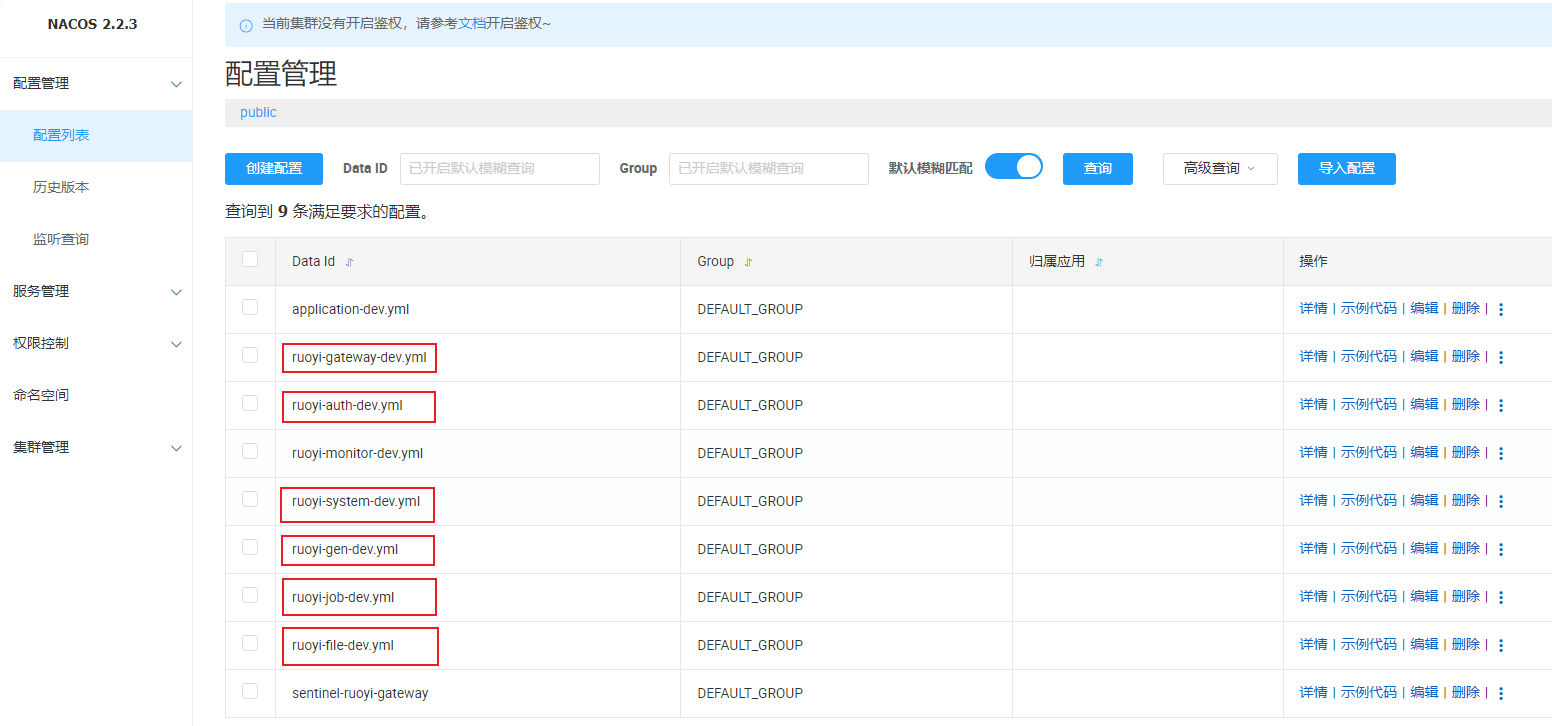 NACOS 2.2.3
配置管理
配置列表
历史版本
监听查询
服务管理
权限控制
命名空间
集群管理
当前集群没有开启鉴权，请参考文档开启鉴权~
配置管理
public
创建配置 Data ID 已开启默认模糊查询 Group 已开启默认模糊查询 默认模糊匹配 查询 高级查询 导入配置
查询到 9 条满足要求的配置。
Data Id Group 归属应用 操作
application-dev.yml DEFAULT_GROUP 详情 | 示例代码 | 编辑 | 删除 |
ruoyi-gateway-dev.yml DEFAULT_GROUP 详情 | 示例代码 | 编辑 | 删除 |
ruoyi-auth-dev.yml DEFAULT_GROUP 详情 | 示例代码 | 编辑 | 删除 |
ruoyi-monitor-dev.yml DEFAULT_GROUP 详情 | 示例代码 | 编辑 | 删除 |
ruoyi-system-dev.yml DEFAULT_GROUP 详情 | 示例代码 | 编辑 | 删除 |
ruoyi-gen-dev.yml DEFAULT_GROUP 详情 | 示例代码 | 编辑 | 删除 |
ruoyi-job-dev.yml DEFAULT_GROUP 详情 | 示例代码 | 编辑 | 删除 |
ruoyi-file-dev.yml DEFAULT_GROUP 详情 | 示例代码 | 编辑 | 删除 |
sentinel-ruoyi-gateway DEFAULT_GROUP 详情 | 示例代码 | 编辑 | 删除 |